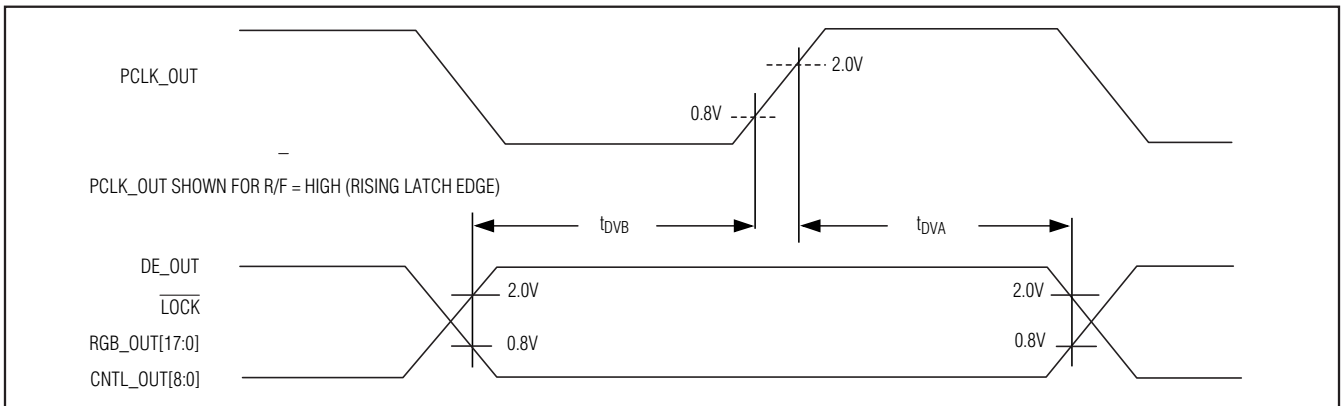 PCLK_OUT
2.0V
0.8V
PCLK_OUT SHOWN FOR R/F̅ = HIGH (RISING LATCH EDGE)
tDVB
tDVA
DE_OUT
2.0V
2.0V
L̅O̅C̅K̅
RGB_OUT[17:0]
0.8V
0.8V
CNTL_OUT[8:0]